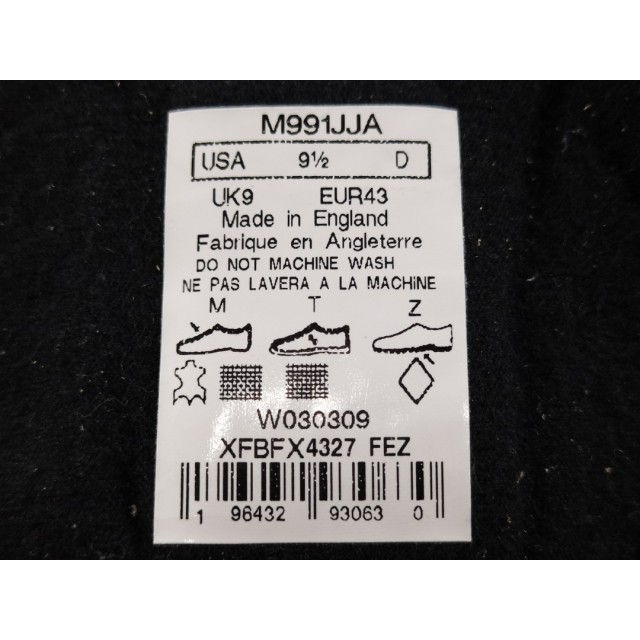 M991JJA
USA 9½ D
UK9 EUR43
Made in England
Fabrique en Angleterre
DO NOT MACHINE WASH
NE PAS LAVERA A LA MACHiNE
M T Z
W030309
XFBFX4327 FEZ
1 96432 93063 0